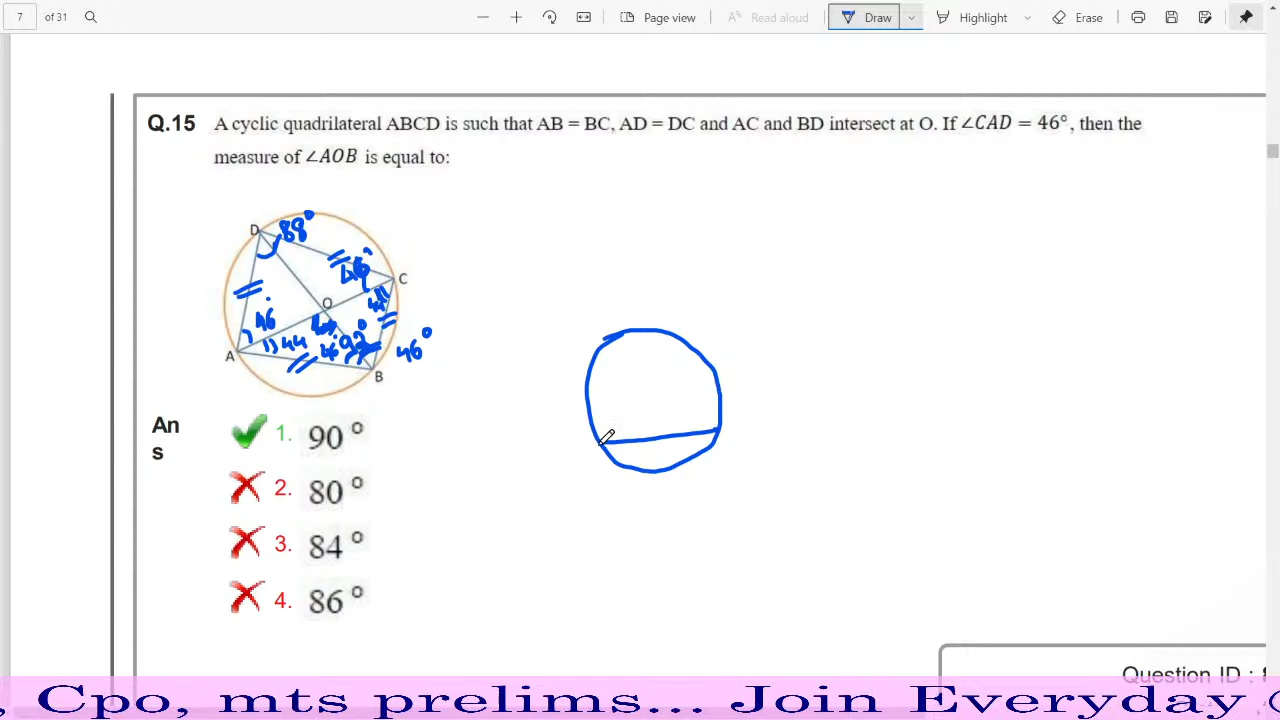 7 of 31 Page view Read aloud Draw Highlight Erase
Q.15 A cyclic quadrilateral ABCD is such that AB = BC, AD = DC and AC and BD intersect at O. If ∠CAD = 46°, then the
measure of ∠AOB is equal to:
D 88°
46°
C
O
46°
44
A 44 46° 92° 46°
B
An
s
1. 90°
2. 80°
3. 84°
4. 86°
Question ID :
, Cpo, mts prelims... Join Everyday